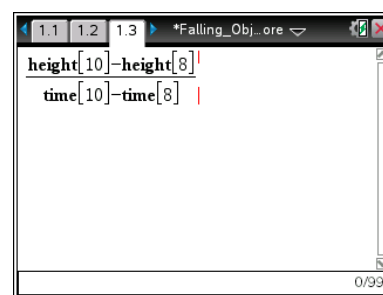 1.1 1.2 1.3 *Falling_Obj...ore
height[10]−height[8]
time[10]−time[8]
0/99